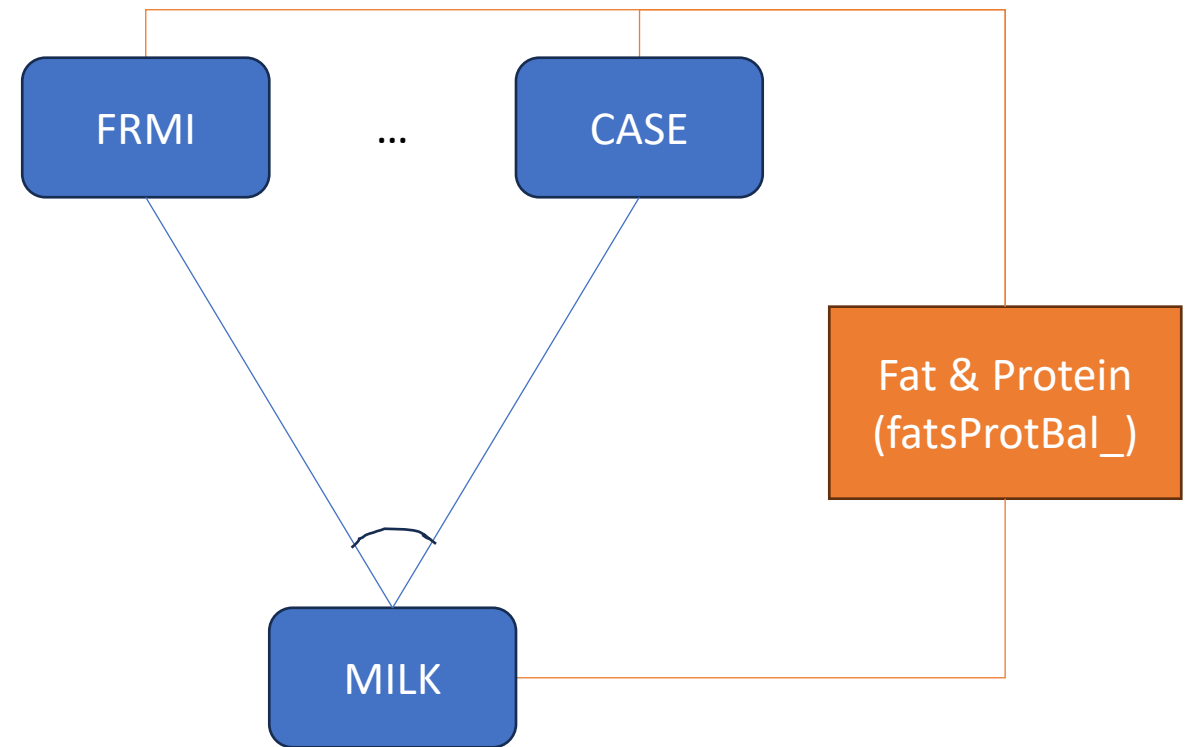 FRMI
...
CASE
Fat & Protein
(fatsProtBal_)
MILK